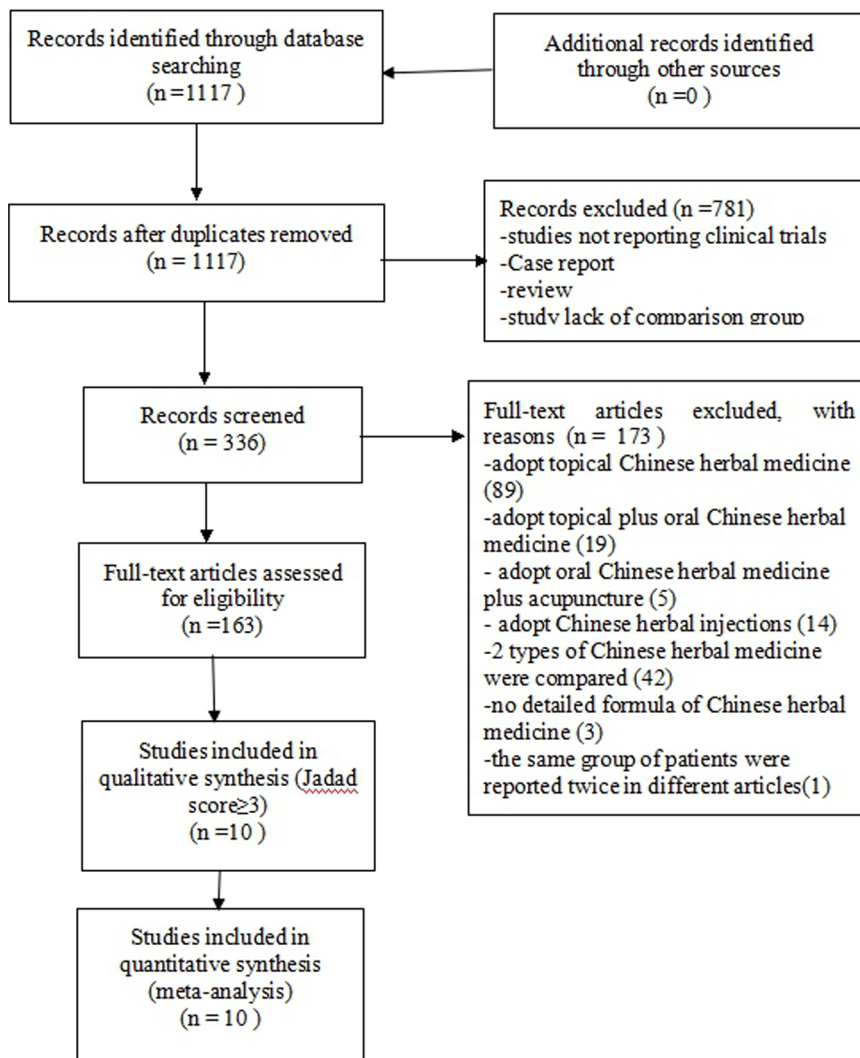 Records identified through database
searching
(n =1117 )
Additional records identified
through other sources
(n =0 )
Records after duplicates removed
(n = 1117)
Records excluded (n =781)
-studies not reporting clinical trials
-Case report
-review
-study lack of comparison group
Records screened
(n = 336)
Full-text articles excluded, with
reasons (n = 173 )
-adopt topical Chinese herbal medicine
(89)
-adopt topical plus oral Chinese herbal
medicine (19)
- adopt oral Chinese herbal medicine
plus acupuncture (5)
- adopt Chinese herbal injections (14)
-2 types of Chinese herbal medicine
were compared (42)
-no detailed formula of Chinese herbal
medicine (3)
-the same group of patients were
reported twice in different articles(1)
Full-text articles assessed
for eligibility
(n =163)
Studies included in
qualitative synthesis (Jadad
score≥3)
(n =10 )
Studies included in
quantitative synthesis
(meta-analysis)
(n = 10 )